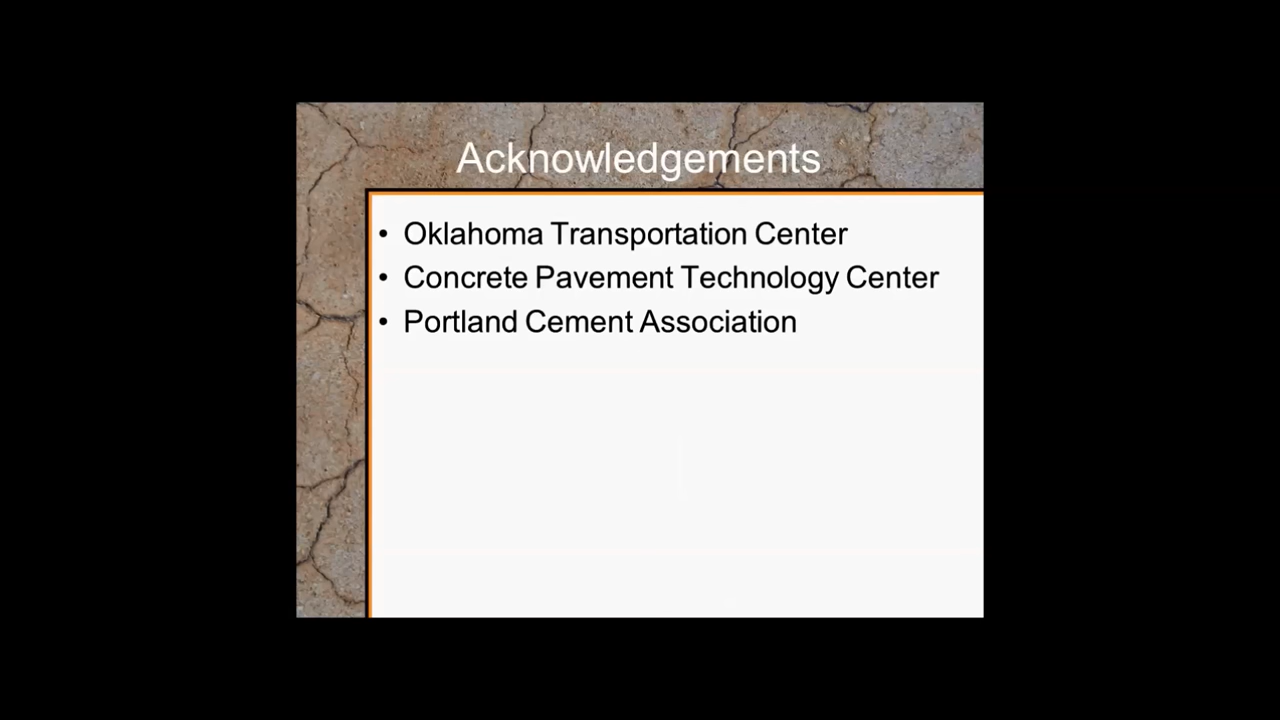 Acknowledgements
• Oklahoma Transportation Center
• Concrete Pavement Technology Center
• Portland Cement Association